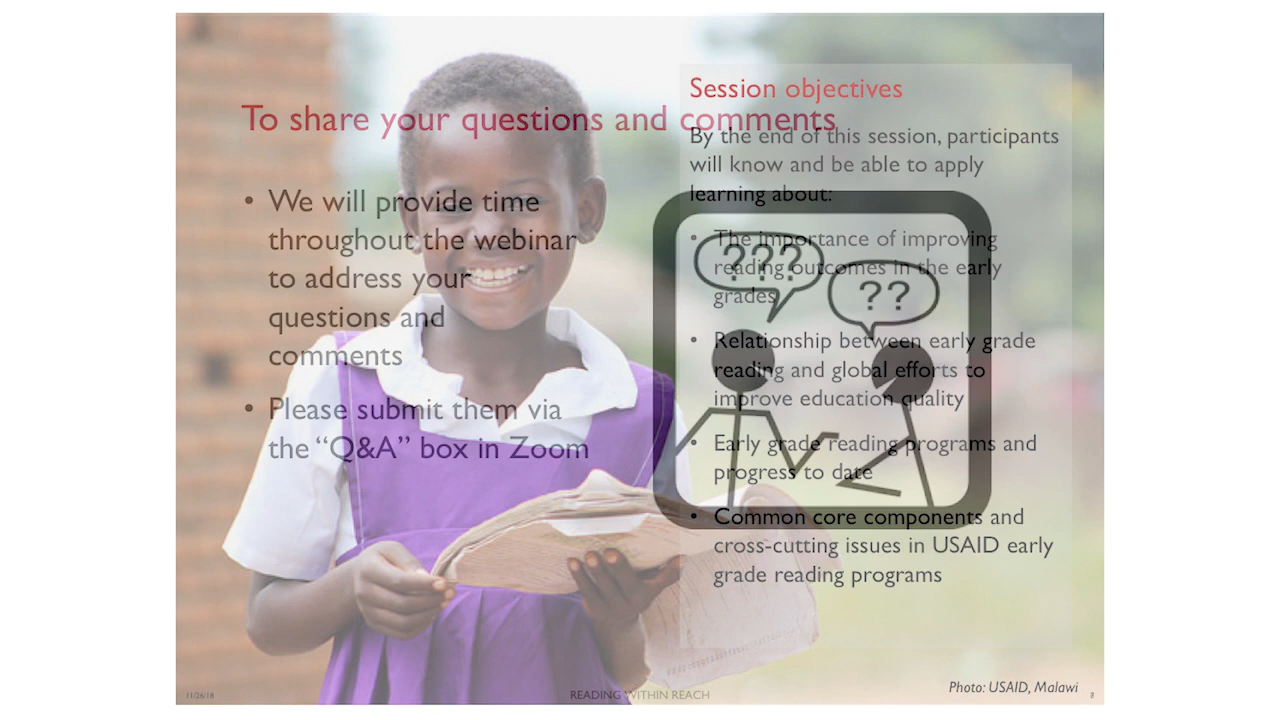 To share your questions and comments
• We will provide time
throughout the webinar
to address your
questions and
comments
• Please submit them via
the “Q&A” box in Zoom
Session objectives
By the end of this session, participants
will know and be able to apply
learning about:
• The importance of improving
reading outcomes in the early
grades
• Relationship between early grade
reading and global efforts to
improve education quality
• Early grade reading programs and
progress to date
• Common core components and
cross-cutting issues in USAID early
grade reading programs
???
??
Photo: USAID, Malawi
11/26/18
READING WITHIN REACH